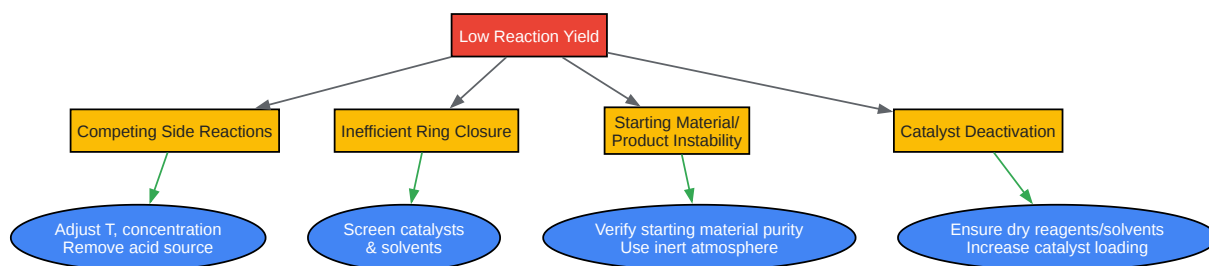 Low Reaction Yield
Competing Side Reactions
Inefficient Ring Closure
Starting Material/
Product Instability
Catalyst Deactivation
Adjust T, concentration
Remove acid source
Screen catalysts
& solvents
Verify starting material purity
Use inert atmosphere
Ensure dry reagents/solvents
Increase catalyst loading